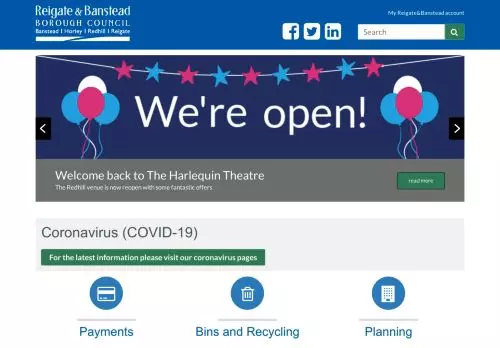 Reigate & Banstead
BOROUGH COUNCIL
Banstead | Horley | Redhill | Reigate
My Reigate&Banstead account
Search
We're open!
Welcome back to The Harlequin Theatre
The Redhill venue is now reopen with some fantastic offers.
read more
Coronavirus (COVID-19)
For the latest information please visit our coronavirus pages
Payments
Bins and Recycling
Planning